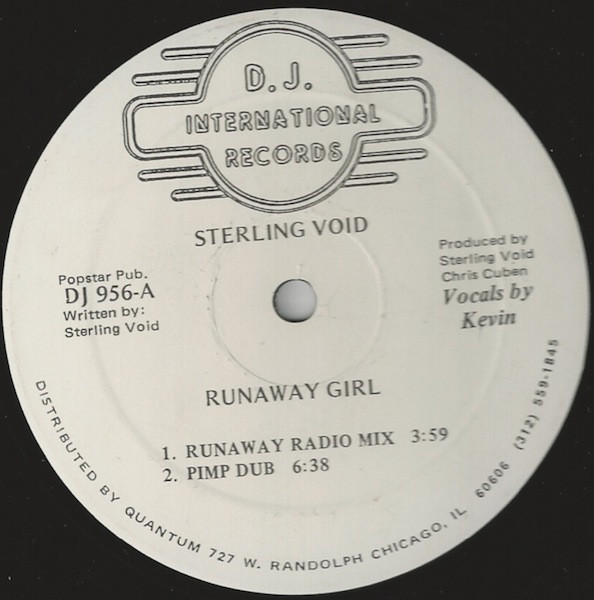 D.J.
INTERNATIONAL
RECORDS
STERLING VOID
Popstar Pub.
DJ 956-A
Written by:
Sterling Void
Produced by
Sterling Void
Chris Cuben
Vocals by
Kevin
RUNAWAY GIRL
1. RUNAWAY RADIO MIX 3:59
2. PIMP DUB 6:38
DISTRIBUTED BY QUANTUM 727 W. RANDOLPH CHICAGO, IL 60606 (312) 559-1845